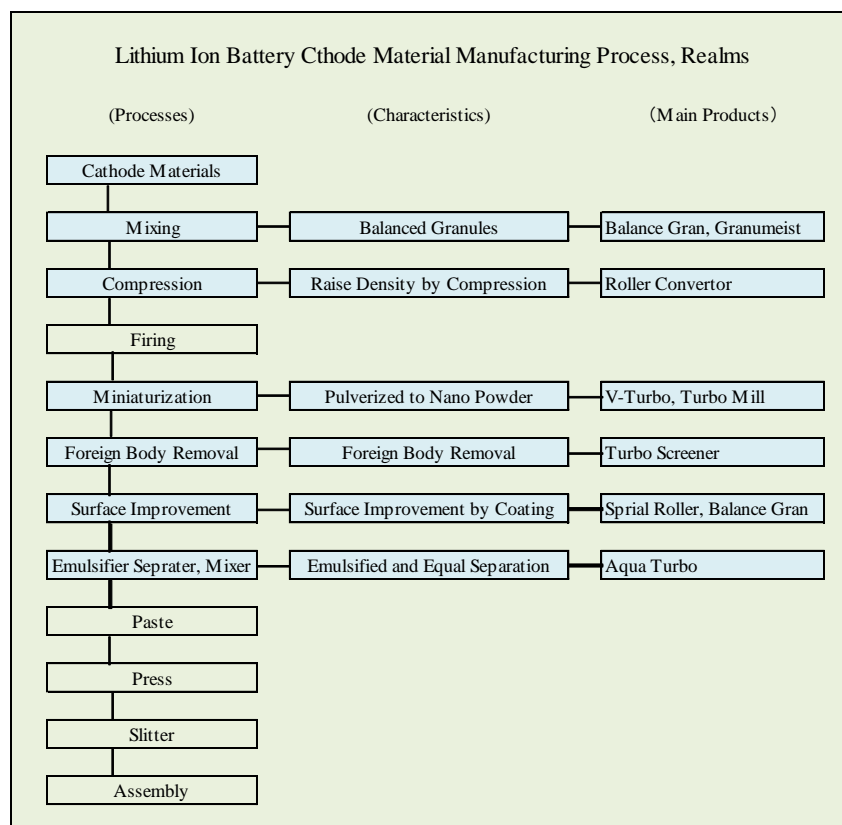 Lithium Ion Battery Cthode Material Manufacturing Process, Realms
(Processes) (Characteristics) （Main Products）
Cathode Materials
Mixing Balanced Granules Balance Gran, Granumeist
Compression Raise Density by Compression Roller Convertor
Firing
Miniaturization Pulverized to Nano Powder V-Turbo, Turbo Mill
Foreign Body Removal Foreign Body Removal Turbo Screener
Surface Improvement Surface Improvement by Coating Sprial Roller, Balance Gran
Emulsifier Seprater, Mixer Emulsified and Equal Separation Aqua Turbo
Paste
Press
Slitter
Assembly